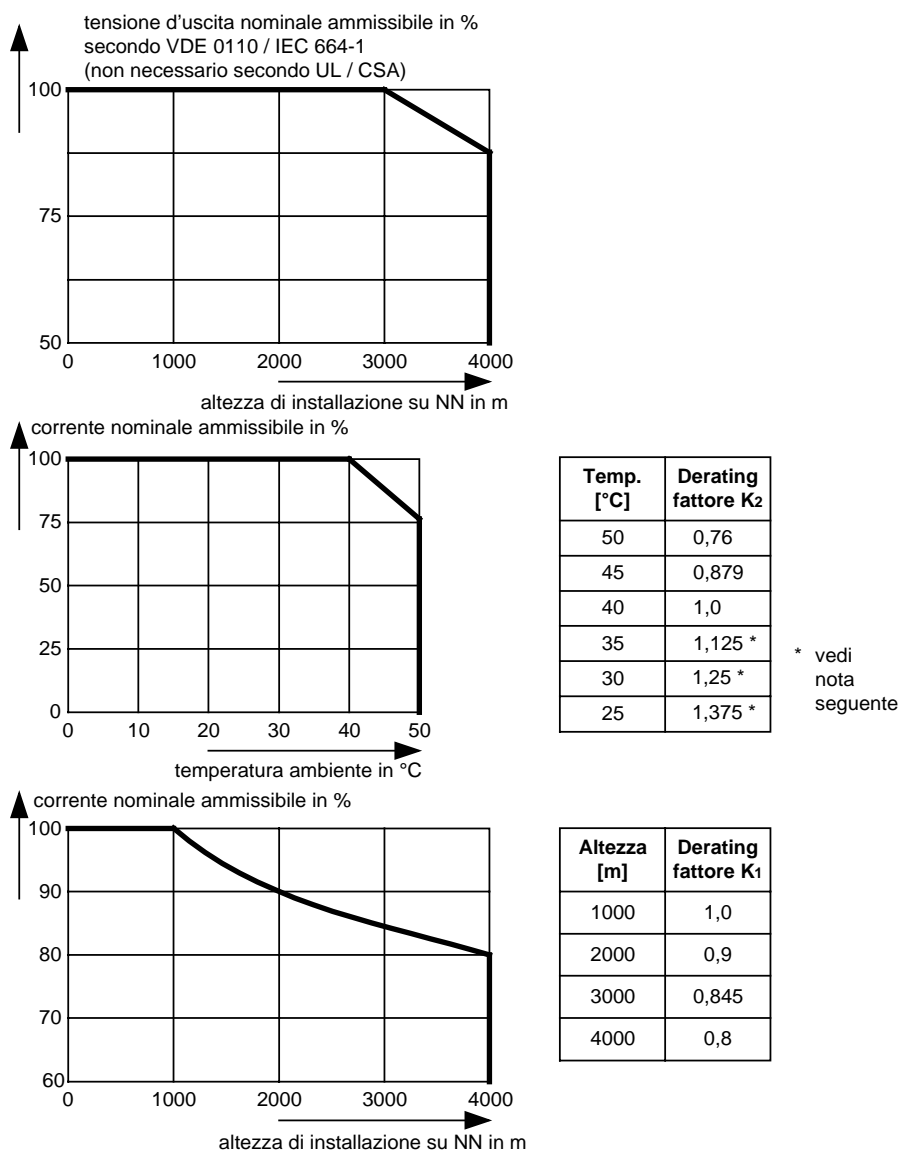 tensione d'uscita nominale ammissibile in %
secondo VDE 0110 / IEC 664-1
(non necessario secondo UL / CSA)
100
75
50
0 1000 2000 3000 4000
altezza di installazione su NN in m
corrente nominale ammissibile in %
100
75
50
25
0
0 10 20 30 40 50
temperatura ambiente in °C
Temp. [°C] Derating fattore K2
50 0,76
45 0,879
40 1,0
35 1,125 *
30 1,25 *
25 1,375 *
* vedi
nota
seguente
corrente nominale ammissibile in %
100
90
80
70
60
0 1000 2000 3000 4000
altezza di installazione su NN in m
Altezza [m] Derating fattore K1
1000 1,0
2000 0,9
3000 0,845
4000 0,8